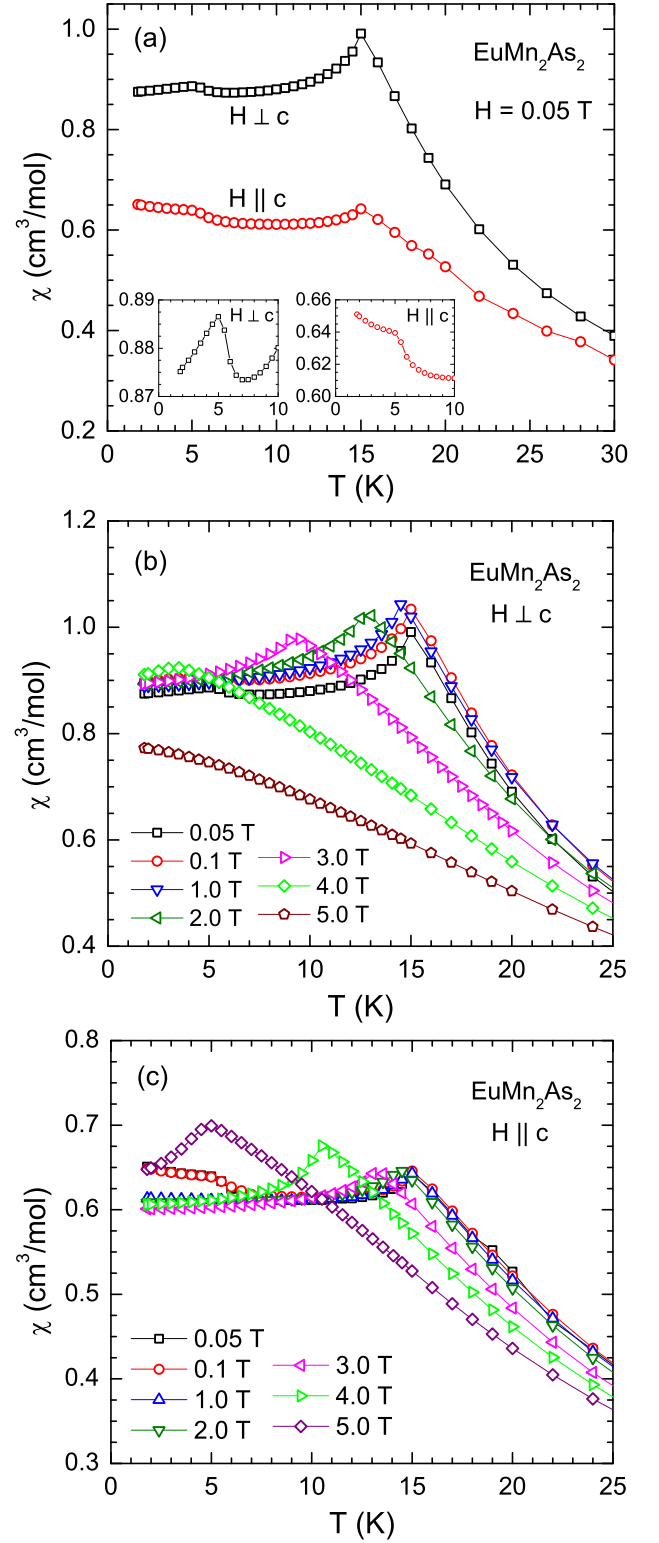 (a)
EuMn₂As₂
H = 0.05 T
H ⊥ c
H || c
χ (cm³/mol)
1.0
0.8
0.6
0.4
0.2
0.89
0.88
0.87
H ⊥ c
0 5 10
0.66
0.64
0.62
0.60
H || c
0 5 10
0 5 10 15 20 25 30
T (K)
(b)
EuMn₂As₂
H ⊥ c
χ (cm³/mol)
1.2
1.0
0.8
0.6
0.4
0.05 T
0.1 T
1.0 T
2.0 T
3.0 T
4.0 T
5.0 T
0 5 10 15 20 25
T (K)
(c)
EuMn₂As₂
H || c
χ (cm³/mol)
0.8
0.7
0.6
0.5
0.4
0.3
0.05 T
0.1 T
1.0 T
2.0 T
3.0 T
4.0 T
5.0 T
0 5 10 15 20 25
T (K)